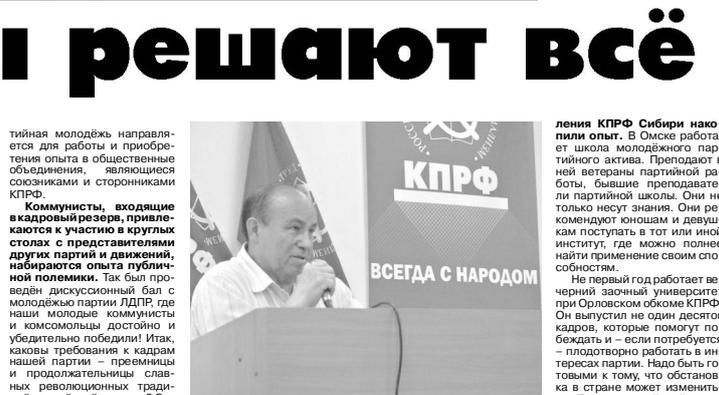 ы решают всё
тийная молодёжь направля-
ется для работы и приобре-
тения опыта в общественные
объединения, являющиеся
союзниками и сторонниками
КПРФ.
Коммунисты, входящие
в кадровый резерв, привле-
каются к участию в круглых
столах с представителями
других партий и движений,
набираются опыта публич-
ной полемики. Так был про-
ведён дискуссионный бал с
молодёжью партии ЛДПР, где
наши молодые коммунисты
и комсомольцы достойно и
убедительно победили! Итак,
каковы требования к кадрам
нашей партии – преемницы
и продолжательницы слав-
ных революционных тради-
КПРФ
ВСЕГДА С НАРОДОМ
ления КПРФ Сибири нако
пили опыт. В Омске работа
ет школа молодёжного пар
тийного актива. Преподают в
ней ветераны партийной ра
боты, бывшие преподавате
ли партийной школы. Они не
только несут знания. Они ре
комендуют юношам и девуш
кам поступать в тот или иной
институт, где можно полнее
найти применение своим спо
собностям.
Не первый год работает ве
черний заочный университет
при Орловском обкоме КПРФ
Он выпустил не один десяток
кадров, которые помогут по
беждать и – если потребуется
– плодотворно работать в ин
тересах партии. Надо быть го
товыми к тому, что обстанов
ка в стране может изменить